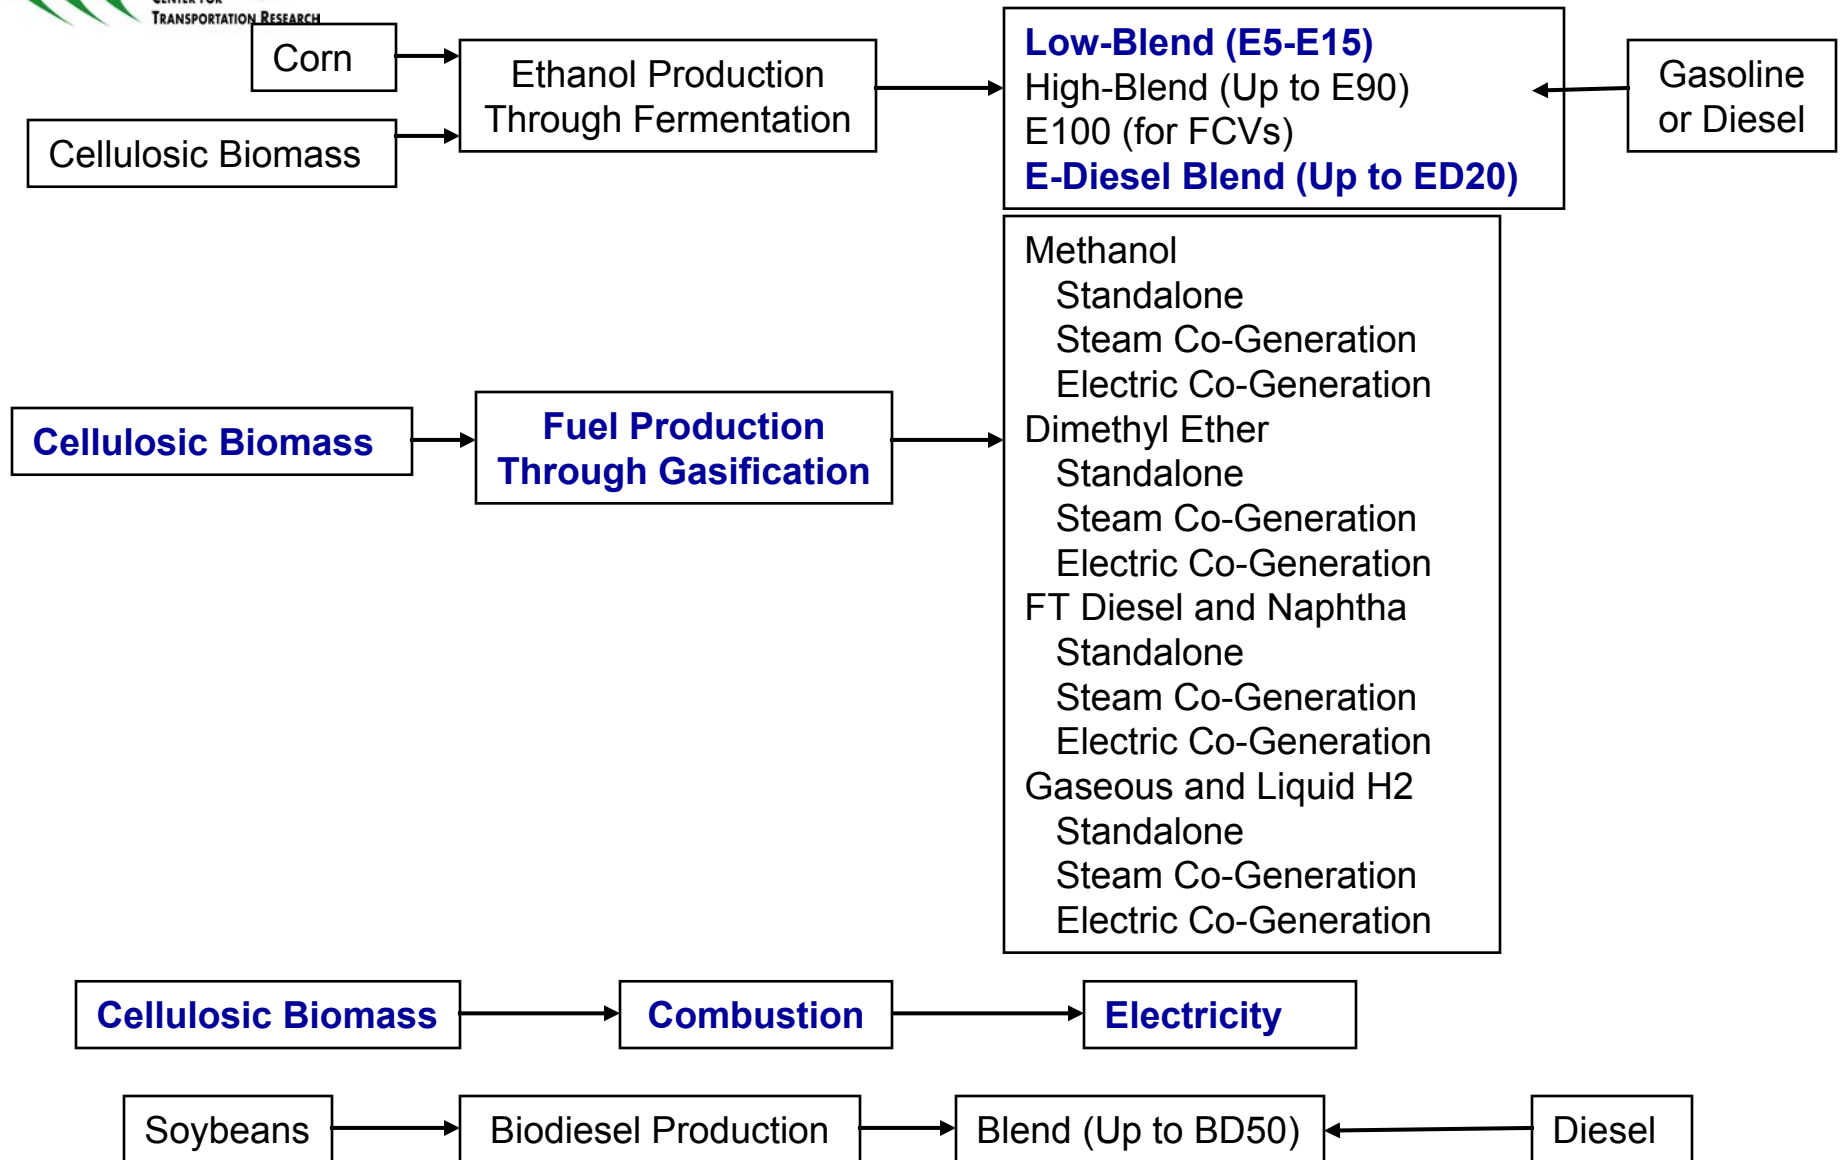 CENTER FOR
TRANSPORTATION RESEARCH
Corn
Cellulosic Biomass
Ethanol Production
Through Fermentation
Low-Blend (E5-E15)
High-Blend (Up to E90)
E100 (for FCVs)
E-Diesel Blend (Up to ED20)
Gasoline
or Diesel
Cellulosic Biomass
Fuel Production
Through Gasification
Methanol
Standalone
Steam Co-Generation
Electric Co-Generation
Dimethyl Ether
Standalone
Steam Co-Generation
Electric Co-Generation
FT Diesel and Naphtha
Standalone
Steam Co-Generation
Electric Co-Generation
Gaseous and Liquid H2
Standalone
Steam Co-Generation
Electric Co-Generation
Cellulosic Biomass
Combustion
Electricity
Soybeans
Biodiesel Production
Blend (Up to BD50)
Diesel